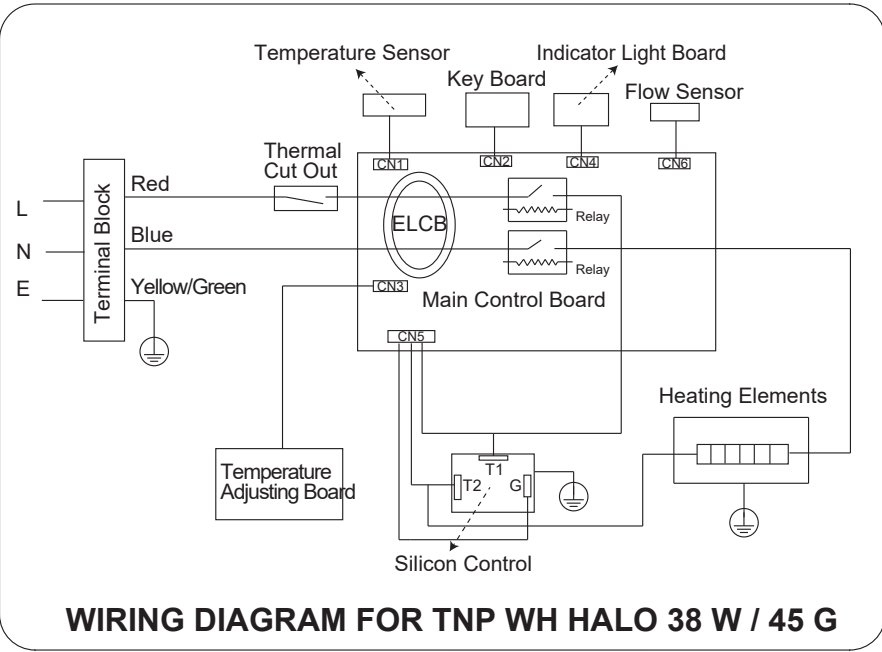 Temperature Sensor
Indicator Light Board
Key Board
Flow Sensor
Thermal
Cut Out
CN1
CN2
CN4
CN6
L
N
E
Terminal Block
Red
Blue
Yellow/Green
ELCB
Relay
Relay
CN3
Main Control Board
CN5
Heating Elements
Temperature
Adjusting Board
T1
T2
G
Silicon Control
WIRING DIAGRAM FOR TNP WH HALO 38 W / 45 G